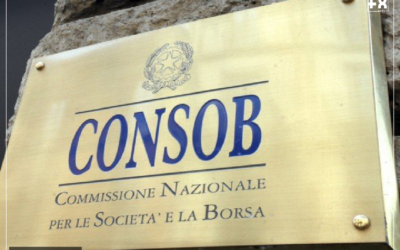 CONSOB
COMMISSIONE NAZIONALE
PER LE SOCIETA' E LA BORSA